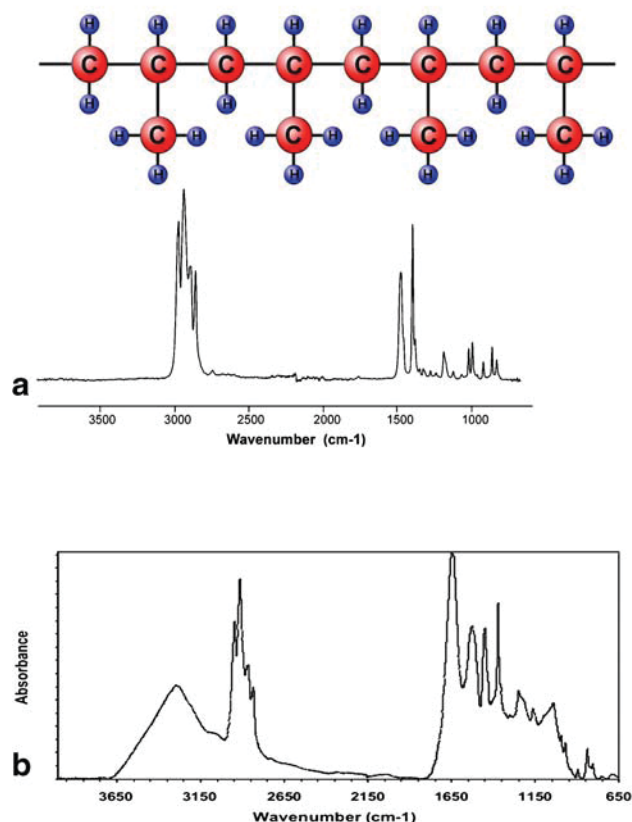 H H H H H H H H
C C C C C C C C
H H H H
H C H H C H H C H H C H
H H H H
a
3500 3000 2500 2000 1500 1000
Wavenumber (cm-1)
Absorbance
b
3650 3150 2650 2150 1650 1150 650
Wavenumber (cm-1)